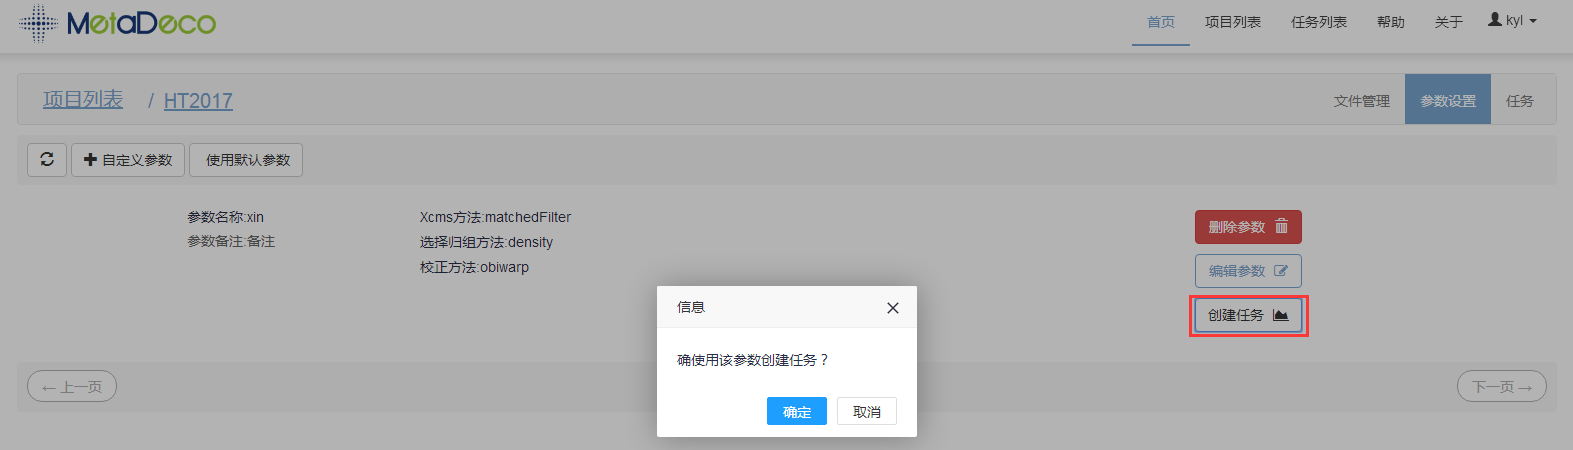 MetaDeco
首页 项目列表 任务列表 帮助 关于 kyl
项目列表 / HT2017
文件管理 参数设置 任务
自定义参数 使用默认参数
参数名称:xin Xcms方法:matchedFilter 删除参数
参数备注:备注 选择归组方法:density
校正方法:obiwarp 编辑参数
信息
创建任务
确使用该参数创建任务？
← 上一页 下一页 →
确定 取消